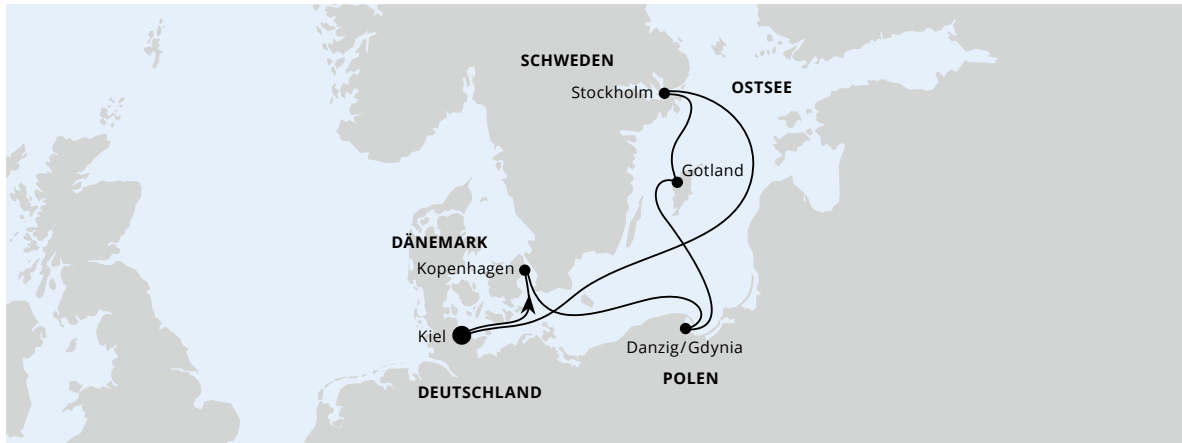 SCHWEDEN
OSTSEE
Stockholm
Gotland
DÄNEMARK
Kopenhagen
Kiel
Danzig/Gdynia
POLEN
DEUTSCHLAND